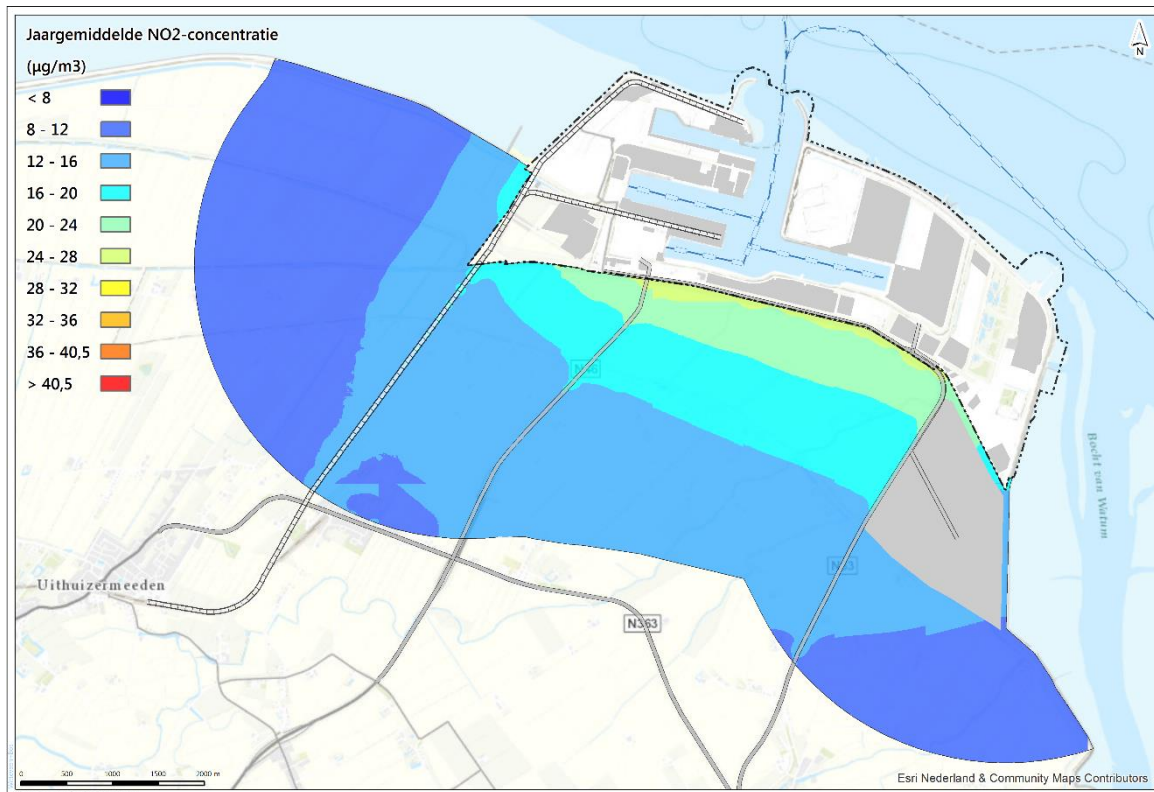 Jaargemiddelde NO2-concentratie
(µg/m3)
< 8
8 - 12
12 - 16
16 - 20
20 - 24
24 - 28
28 - 32
32 - 36
36 - 40,5
> 40,5
N
N46
Bocht van Watum
N33
Uithuizermeeden
N363
0 500 1000 1500 2000 m
Esri Nederland & Community Maps Contributors